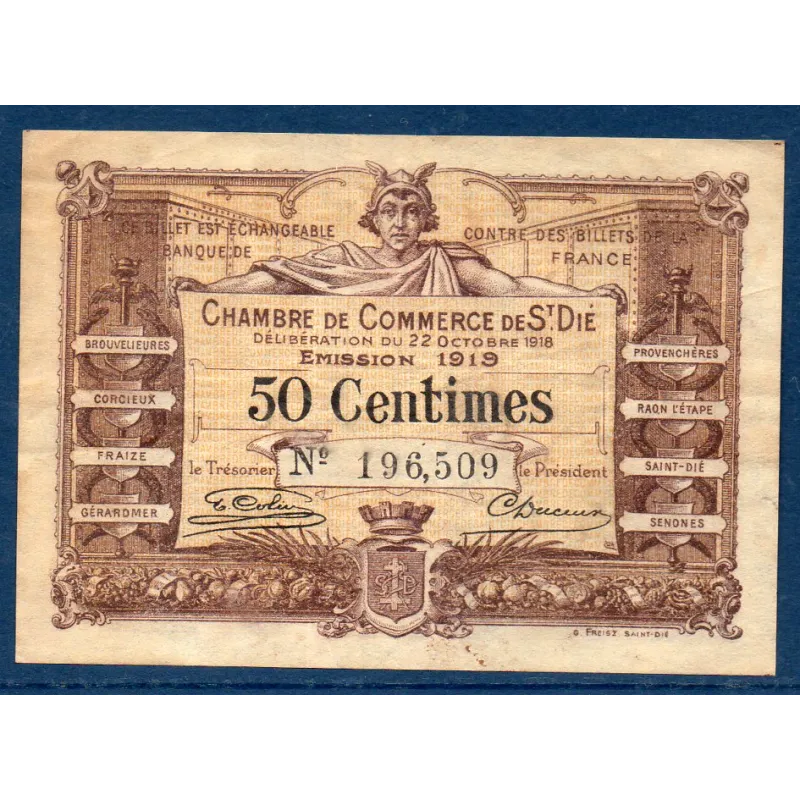 CE BILLET EST ÉCHANGEABLE CONTRE DES BILLETS DE LA
BANQUE DE FRANCE
CHAMBRE DE COMMERCE DE ST DIÉ
DÉLIBÉRATION DU 22 OCTOBRE 1918
EMISSION 1919
50 Centimes
le Trésorier Nº 196,509 le Président
BROUVELIEURES
CORCIEUX
FRAIZE
GÉRARDMER
PROVENCHÈRES
RAON L'ÉTAPE
SAINT-DIÉ
SENONES
G. FREISZ SAINT-DIÉ